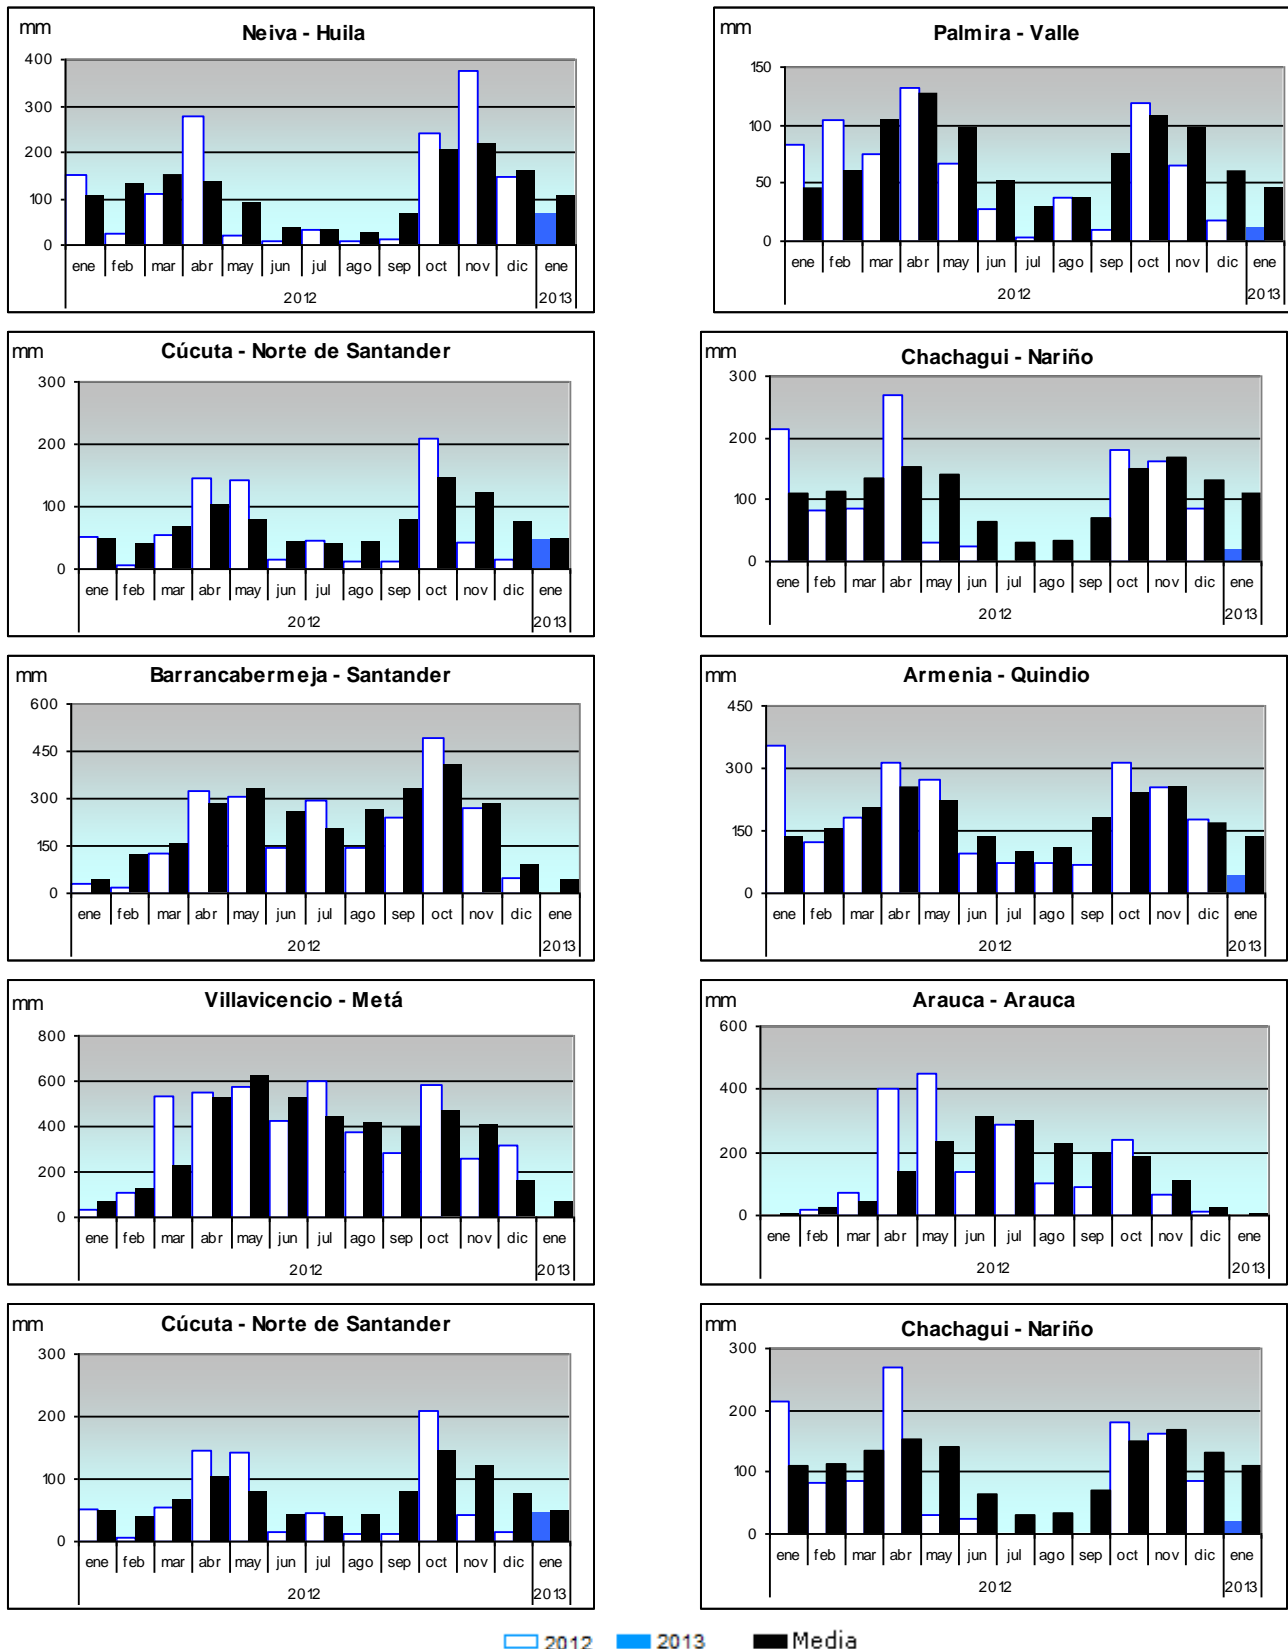 mm
Neiva - Huila
400
300
200
100
0
ene feb mar abr may jun jul ago sep oct nov dic ene
2012 2013
Palmira - Valle
150
100
50
0
ene feb mar abr may jun jul ago sep oct nov dic ene
2012 2013
mm
Cúcuta - Norte de Santander
300
200
100
0
ene feb mar abr may jun jul ago sep oct nov dic ene
2012 2013
mm
Chachagui - Nariño
300
200
100
0
ene feb mar abr may jun jul ago sep oct nov dic ene
2012 2013
mm
Barrancabermeja - Santander
600
450
300
150
0
ene feb mar abr may jun jul ago sep oct nov dic ene
2012 2013
mm
Armenia - Quindio
450
300
150
0
ene feb mar abr may jun jul ago sep oct nov dic ene
2012 2013
mm
Villavicencio - Metá
800
600
400
200
0
ene feb mar abr may jun jul ago sep oct nov dic ene
2012 2013
mm
Arauca - Arauca
600
400
200
0
ene feb mar abr may jun jul ago sep oct nov dic ene
2012 2013
mm
Cúcuta - Norte de Santander
300
200
100
0
ene feb mar abr may jun jul ago sep oct nov dic ene
2012 2013
mm
Chachagui - Nariño
300
200
100
0
ene feb mar abr may jun jul ago sep oct nov dic ene
2012 2013
mm
2012 2013 Media